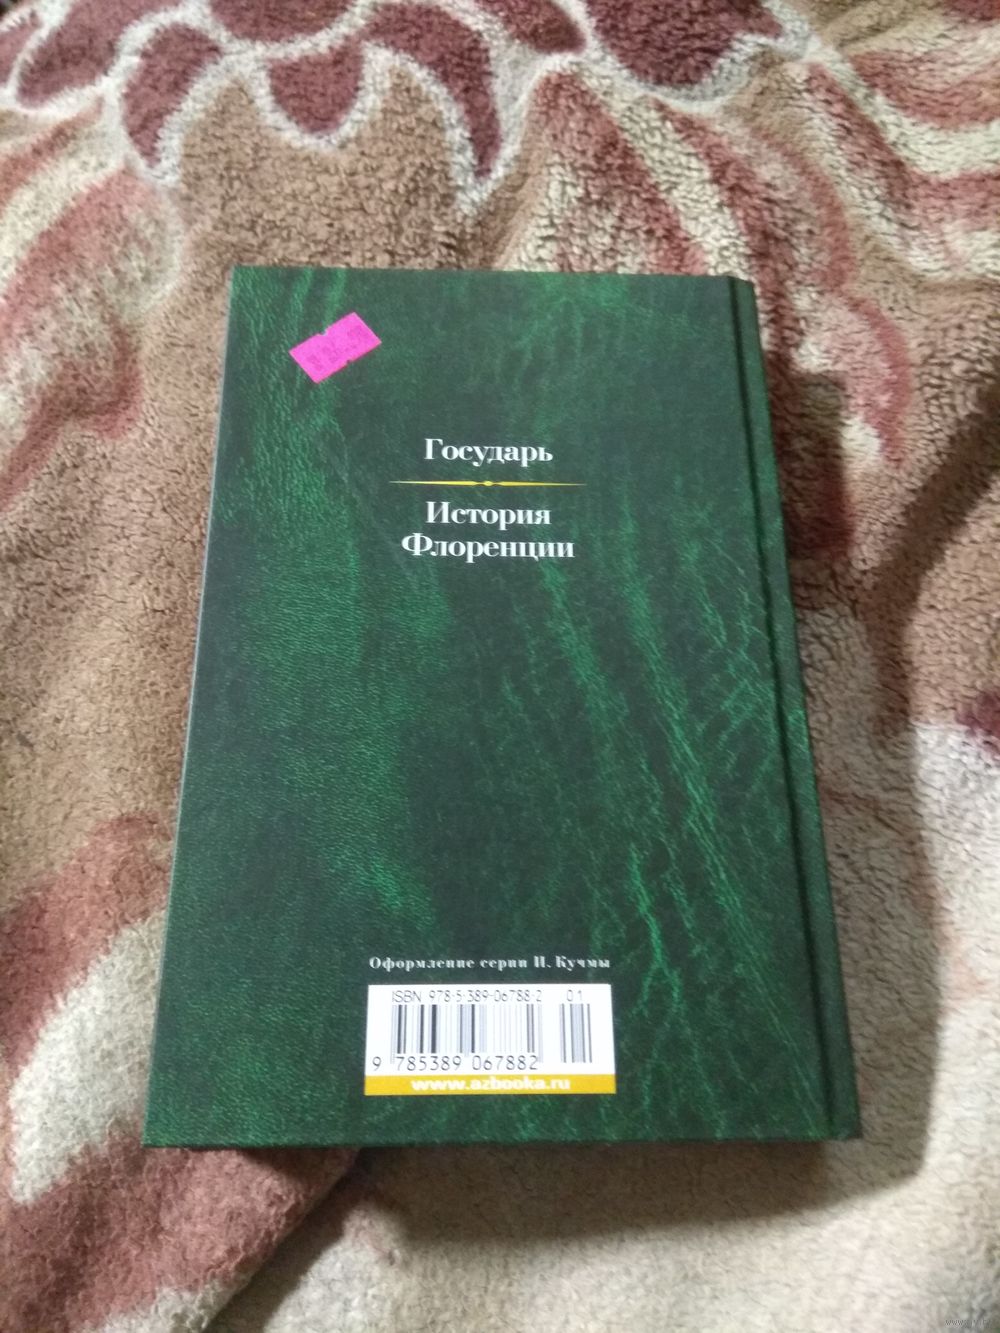 Государь
История
Флоренции
Оформление серии И. Кучмы
ISBN 978-5-389-06788-2 01
9 785389 067882
www.azbooka.ru